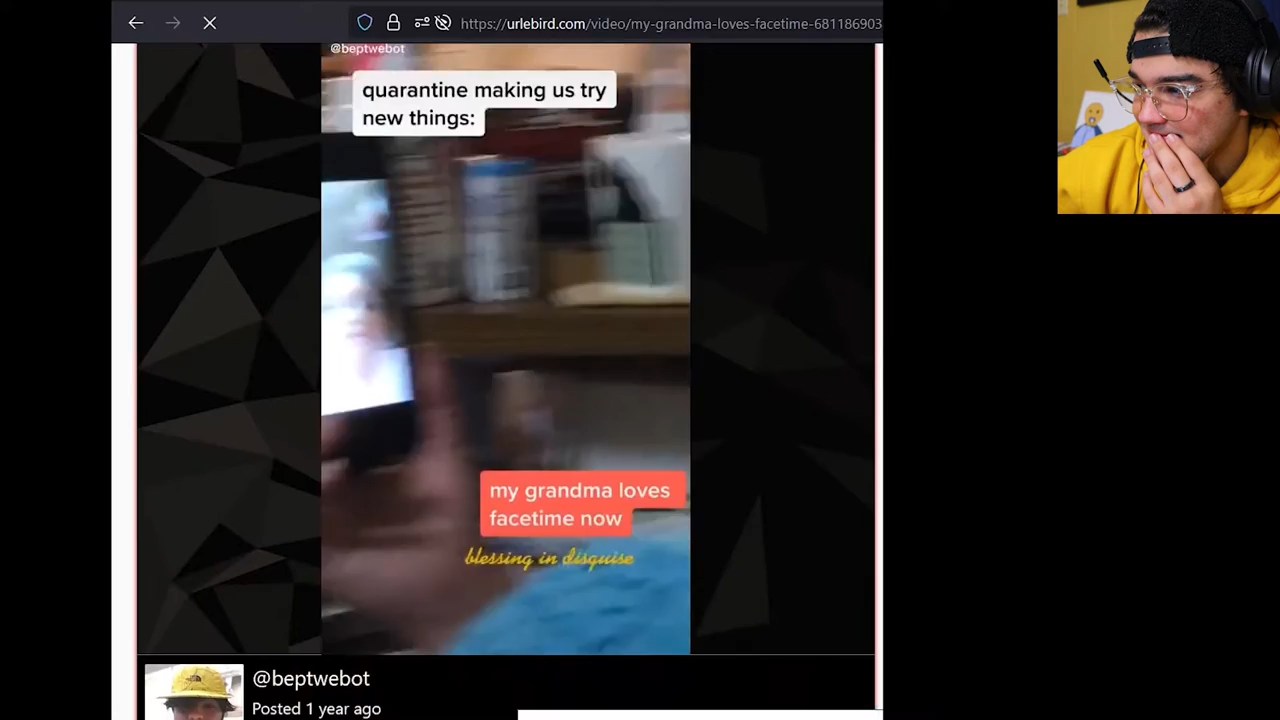 https://urlebird.com/video/my-grandma-loves-facetime-681186903
@beptwebot
quarantine making us try
new things:
my grandma loves
facetime now
blessing in disguise
@beptwebot
Posted 1 year ago